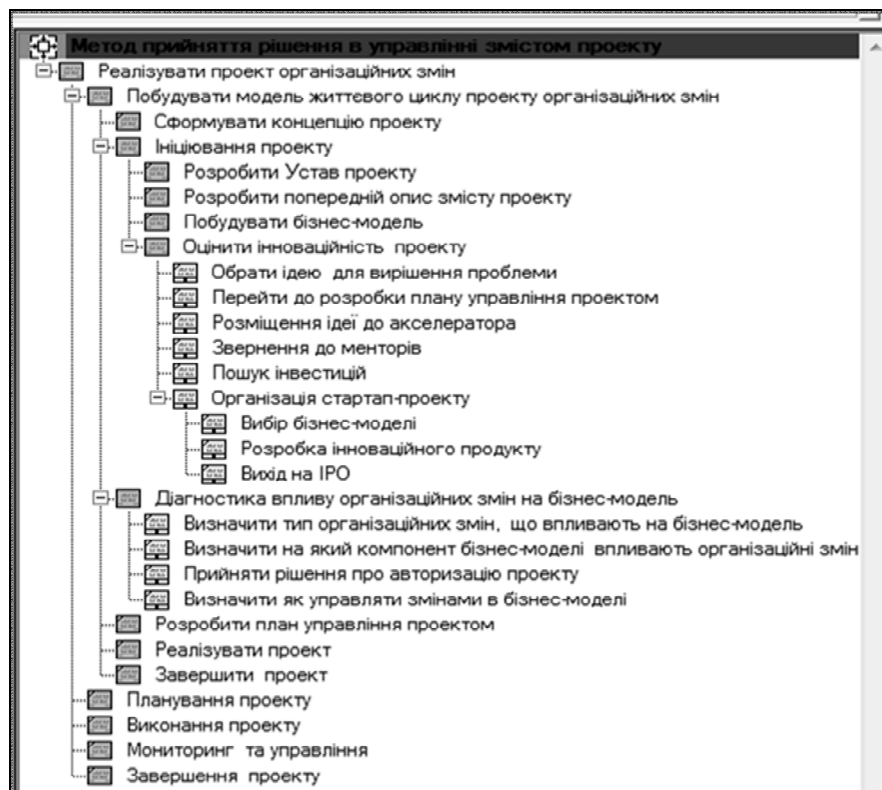 Метод прийняття рішення в управлінні змістом проекту
Реалізувати проект організаційних змін
Побудувати модель життєвого циклу проекту організаційних змін
Сформувати концепцію проекту
Ініціювання проекту
Розробити Устав проекту
Розробити попередній опис змісту проекту
Побудувати бізнес-модель
Оцінити інноваційність проекту
Обрати ідею для вирішення проблеми
Перейти до розробки плану управління проектом
Розміщення ідеї до акселератора
Звернення до менторів
Пошук інвестицій
Організація стартап-проекту
Вибір бізнес-моделі
Розробка інноваційного продукту
Вихід на IPO
Діагностика впливу організаційних змін на бізнес-модель
Визначити тип організаційних змін, що впливають на бізнес-модель
Визначити на який компонент бізнес-моделі впливають організаційні змін
Прийняти рішення про авторизацію проекту
Визначити як управляти змінами в бізнес-моделі
Розробити план управління проектом
Реалізувати проект
Завершити проект
Планування проекту
Виконання проекту
Мониторинг та управління
Завершення проекту